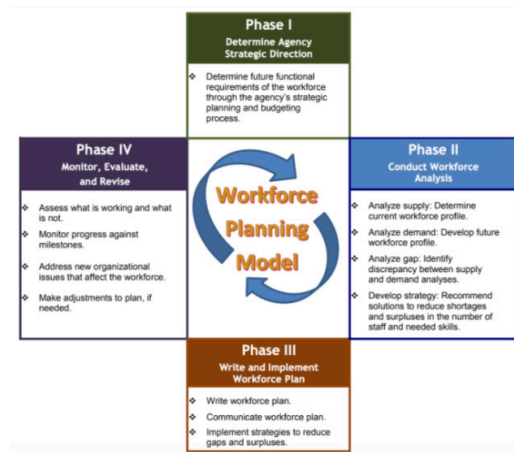 Phase I
Determine Agency
Strategic Direction
❖ Determine future functional
requirements of the workforce
through the agency's strategic
planning and budgeting
process.
Phase IV
Monitor, Evaluate,
and Revise
❖ Assess what is working and what
is not.
❖ Monitor progress against
milestones.
❖ Address new organizational
issues that affect the workforce.
❖ Make adjustments to plan, if
needed.
Workforce
Planning
Model
Phase II
Conduct Workforce
Analysis
❖ Analyze supply: Determine
current workforce profile.
❖ Analyze demand: Develop future
workforce profile.
❖ Analyze gap: Identify
discrepancy between supply
and demand analyses.
❖ Develop strategy: Recommend
solutions to reduce shortages
and surpluses in the number of
staff and needed skills.
Phase III
Write and Implement
Workforce Plan
❖ Write workforce plan.
❖ Communicate workforce plan.
❖ Implement strategies to reduce
gaps and surpluses.